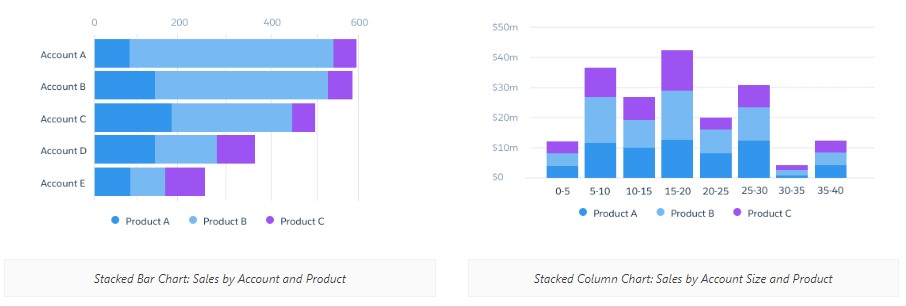 0 200 400 600
Account A
Account B
Account C
Account D
Account E
Product A Product B Product C
Stacked Bar Chart: Sales by Account and Product
$50m
$40m
$30m
$20m
$10m
$0
0-5 5-10 10-15 15-20 20-25 25-30 30-35 35-40
Product A Product B Product C
Stacked Column Chart: Sales by Account Size and Product